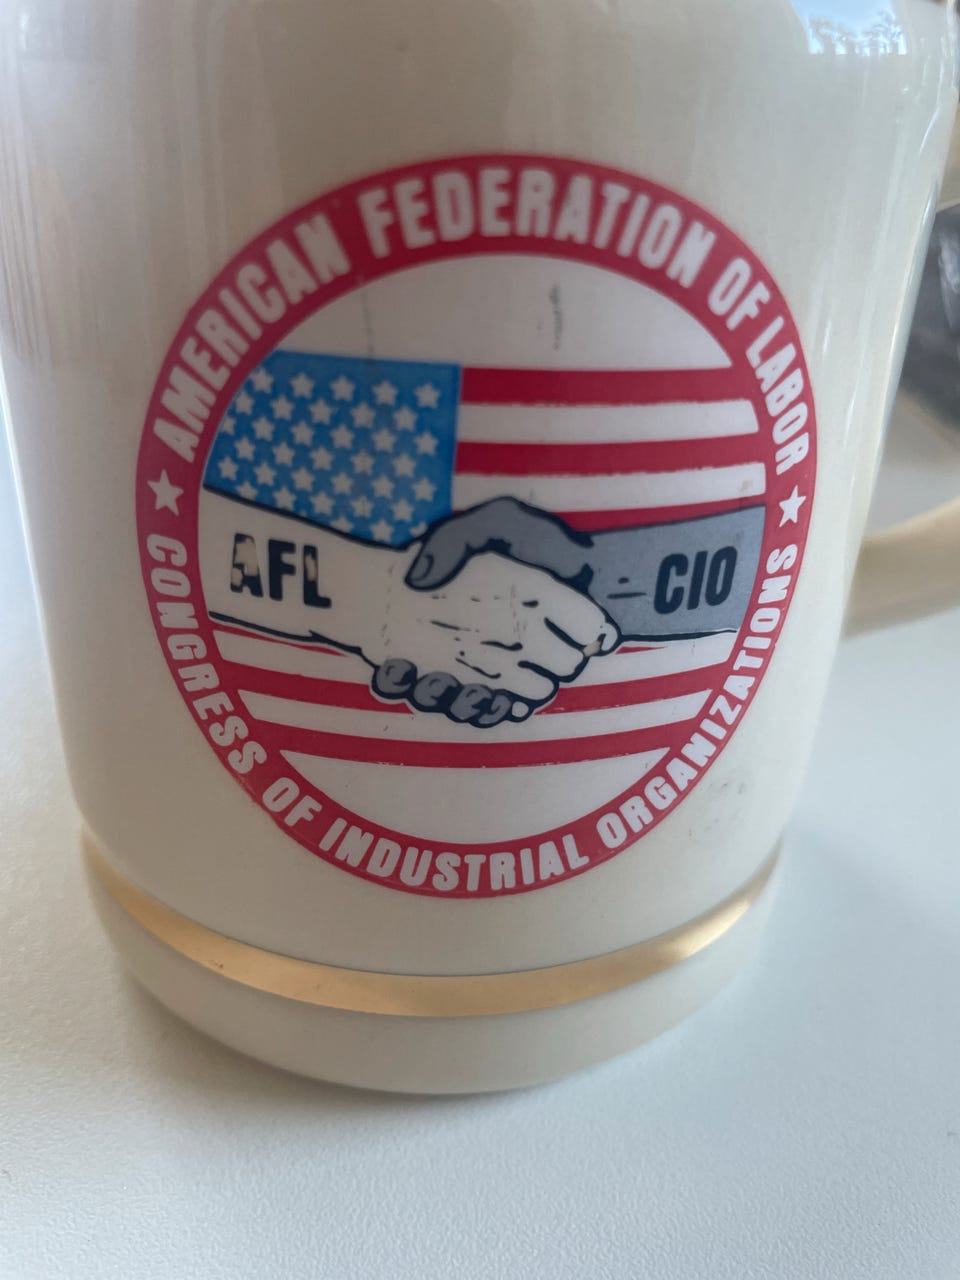 ★ AMERICAN FEDERATION OF LABOR ★
AFL - CIO
CONGRESS OF INDUSTRIAL ORGANIZATIONS